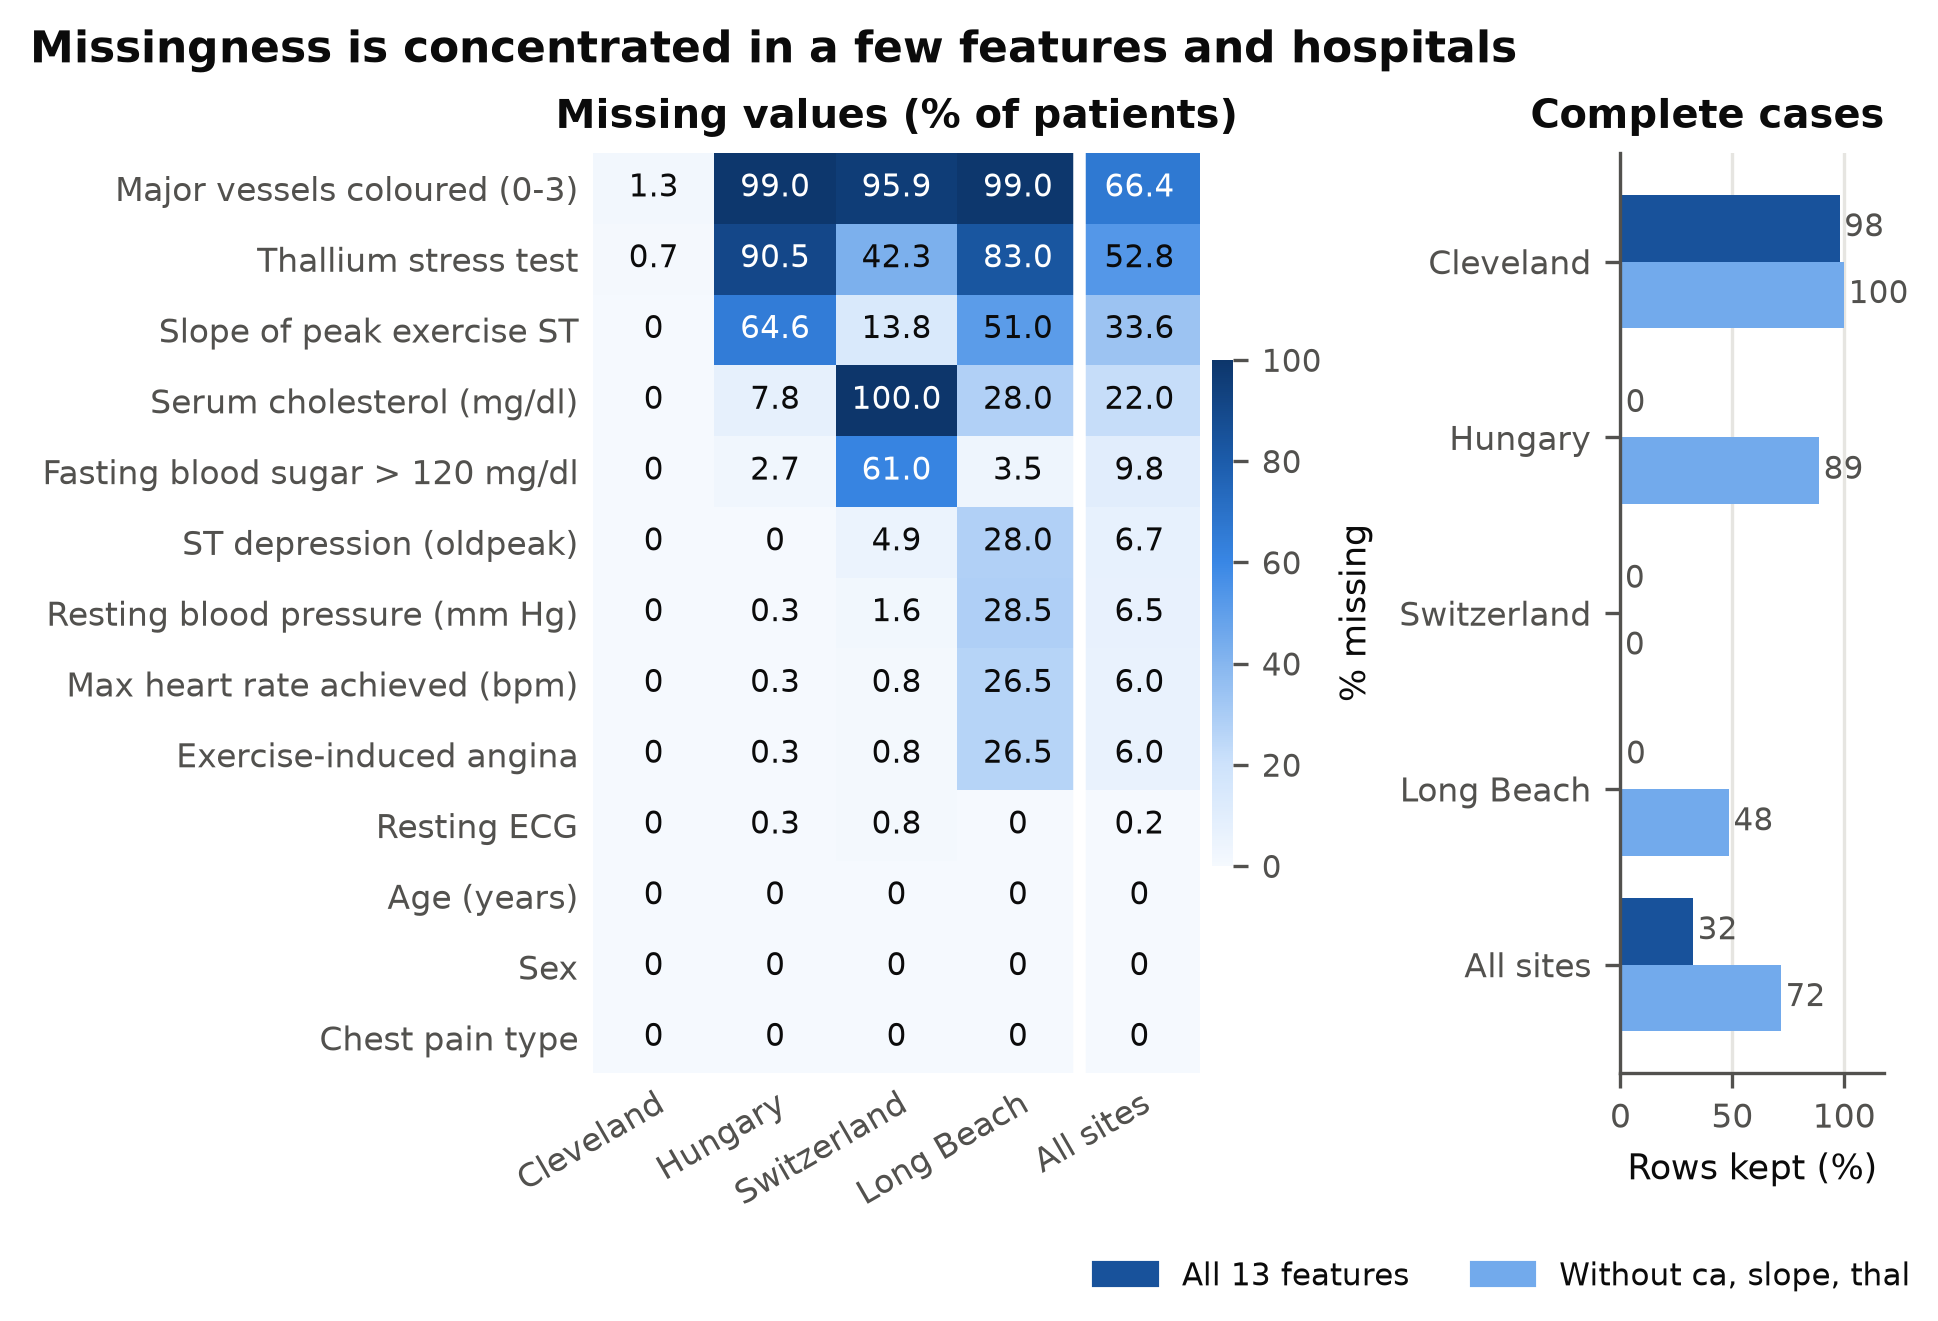 Missingness is concentrated in a few features and hospitals
Missing values (% of patients)
Major vessels coloured (0-3) 1.3 99.0 95.9 99.0 66.4
Thallium stress test 0.7 90.5 42.3 83.0 52.8
Slope of peak exercise ST 0 64.6 13.8 51.0 33.6
Serum cholesterol (mg/dl) 0 7.8 100.0 28.0 22.0
Fasting blood sugar > 120 mg/dl 0 2.7 61.0 3.5 9.8
ST depression (oldpeak) 0 0 4.9 28.0 6.7
Resting blood pressure (mm Hg) 0 0.3 1.6 28.5 6.5
Max heart rate achieved (bpm) 0 0.3 0.8 26.5 6.0
Exercise-induced angina 0 0.3 0.8 26.5 6.0
Resting ECG 0 0.3 0.8 0 0.2
Age (years) 0 0 0 0 0
Sex 0 0 0 0 0
Chest pain type 0 0 0 0 0
Cleveland Hungary Switzerland Long Beach All sites
100
80
60
40
20
0
% missing
Complete cases
Cleveland 98
100
Hungary 0
89
Switzerland 0
0
Long Beach 0
48
All sites 32
72
0 50 100
Rows kept (%)
All 13 features Without ca, slope, thal